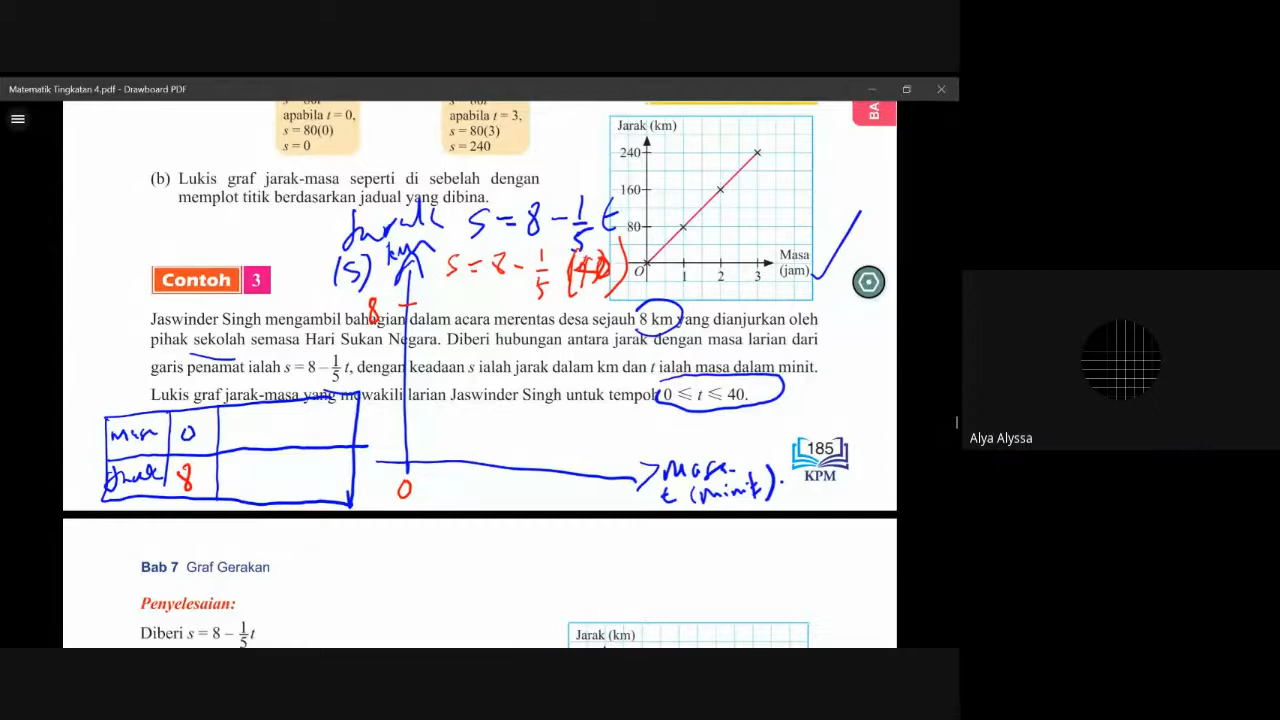 Matematik Tingkatan 4.pdf - Drawboard PDF
apabila t = 0,
s = 80(0)
s = 0
apabila t = 3,
s = 80(3)
s = 240
Jarak (km)
240
160
80
O
1
2
3
Masa
(jam)
BA
(b) Lukis graf jarak-masa seperti di sebelah dengan
memplot titik berdasarkan jadual yang dibina.
Jarak
(s) km
s = 8 - 1/5 t
s = 8 - 1/5 (40)
8
Contoh 3
Jaswinder Singh mengambil bahagian dalam acara merentas desa sejauh 8 km yang dianjurkan oleh
pihak sekolah semasa Hari Sukan Negara. Diberi hubungan antara jarak dengan masa larian dari
garis penamat ialah s = 8 – 1/5 t, dengan keadaan s ialah jarak dalam km dan t ialah masa dalam minit.
Lukis graf jarak-masa yang mewakili larian Jaswinder Singh untuk tempoh 0 ⩽ t ⩽ 40.
0
8
0
Masa
t (minit)
185
KPM
Alya Alyssa
Bab 7 Graf Gerakan
Penyelesaian:
Diberi s = 8 – 1/5 t
Jarak (km)